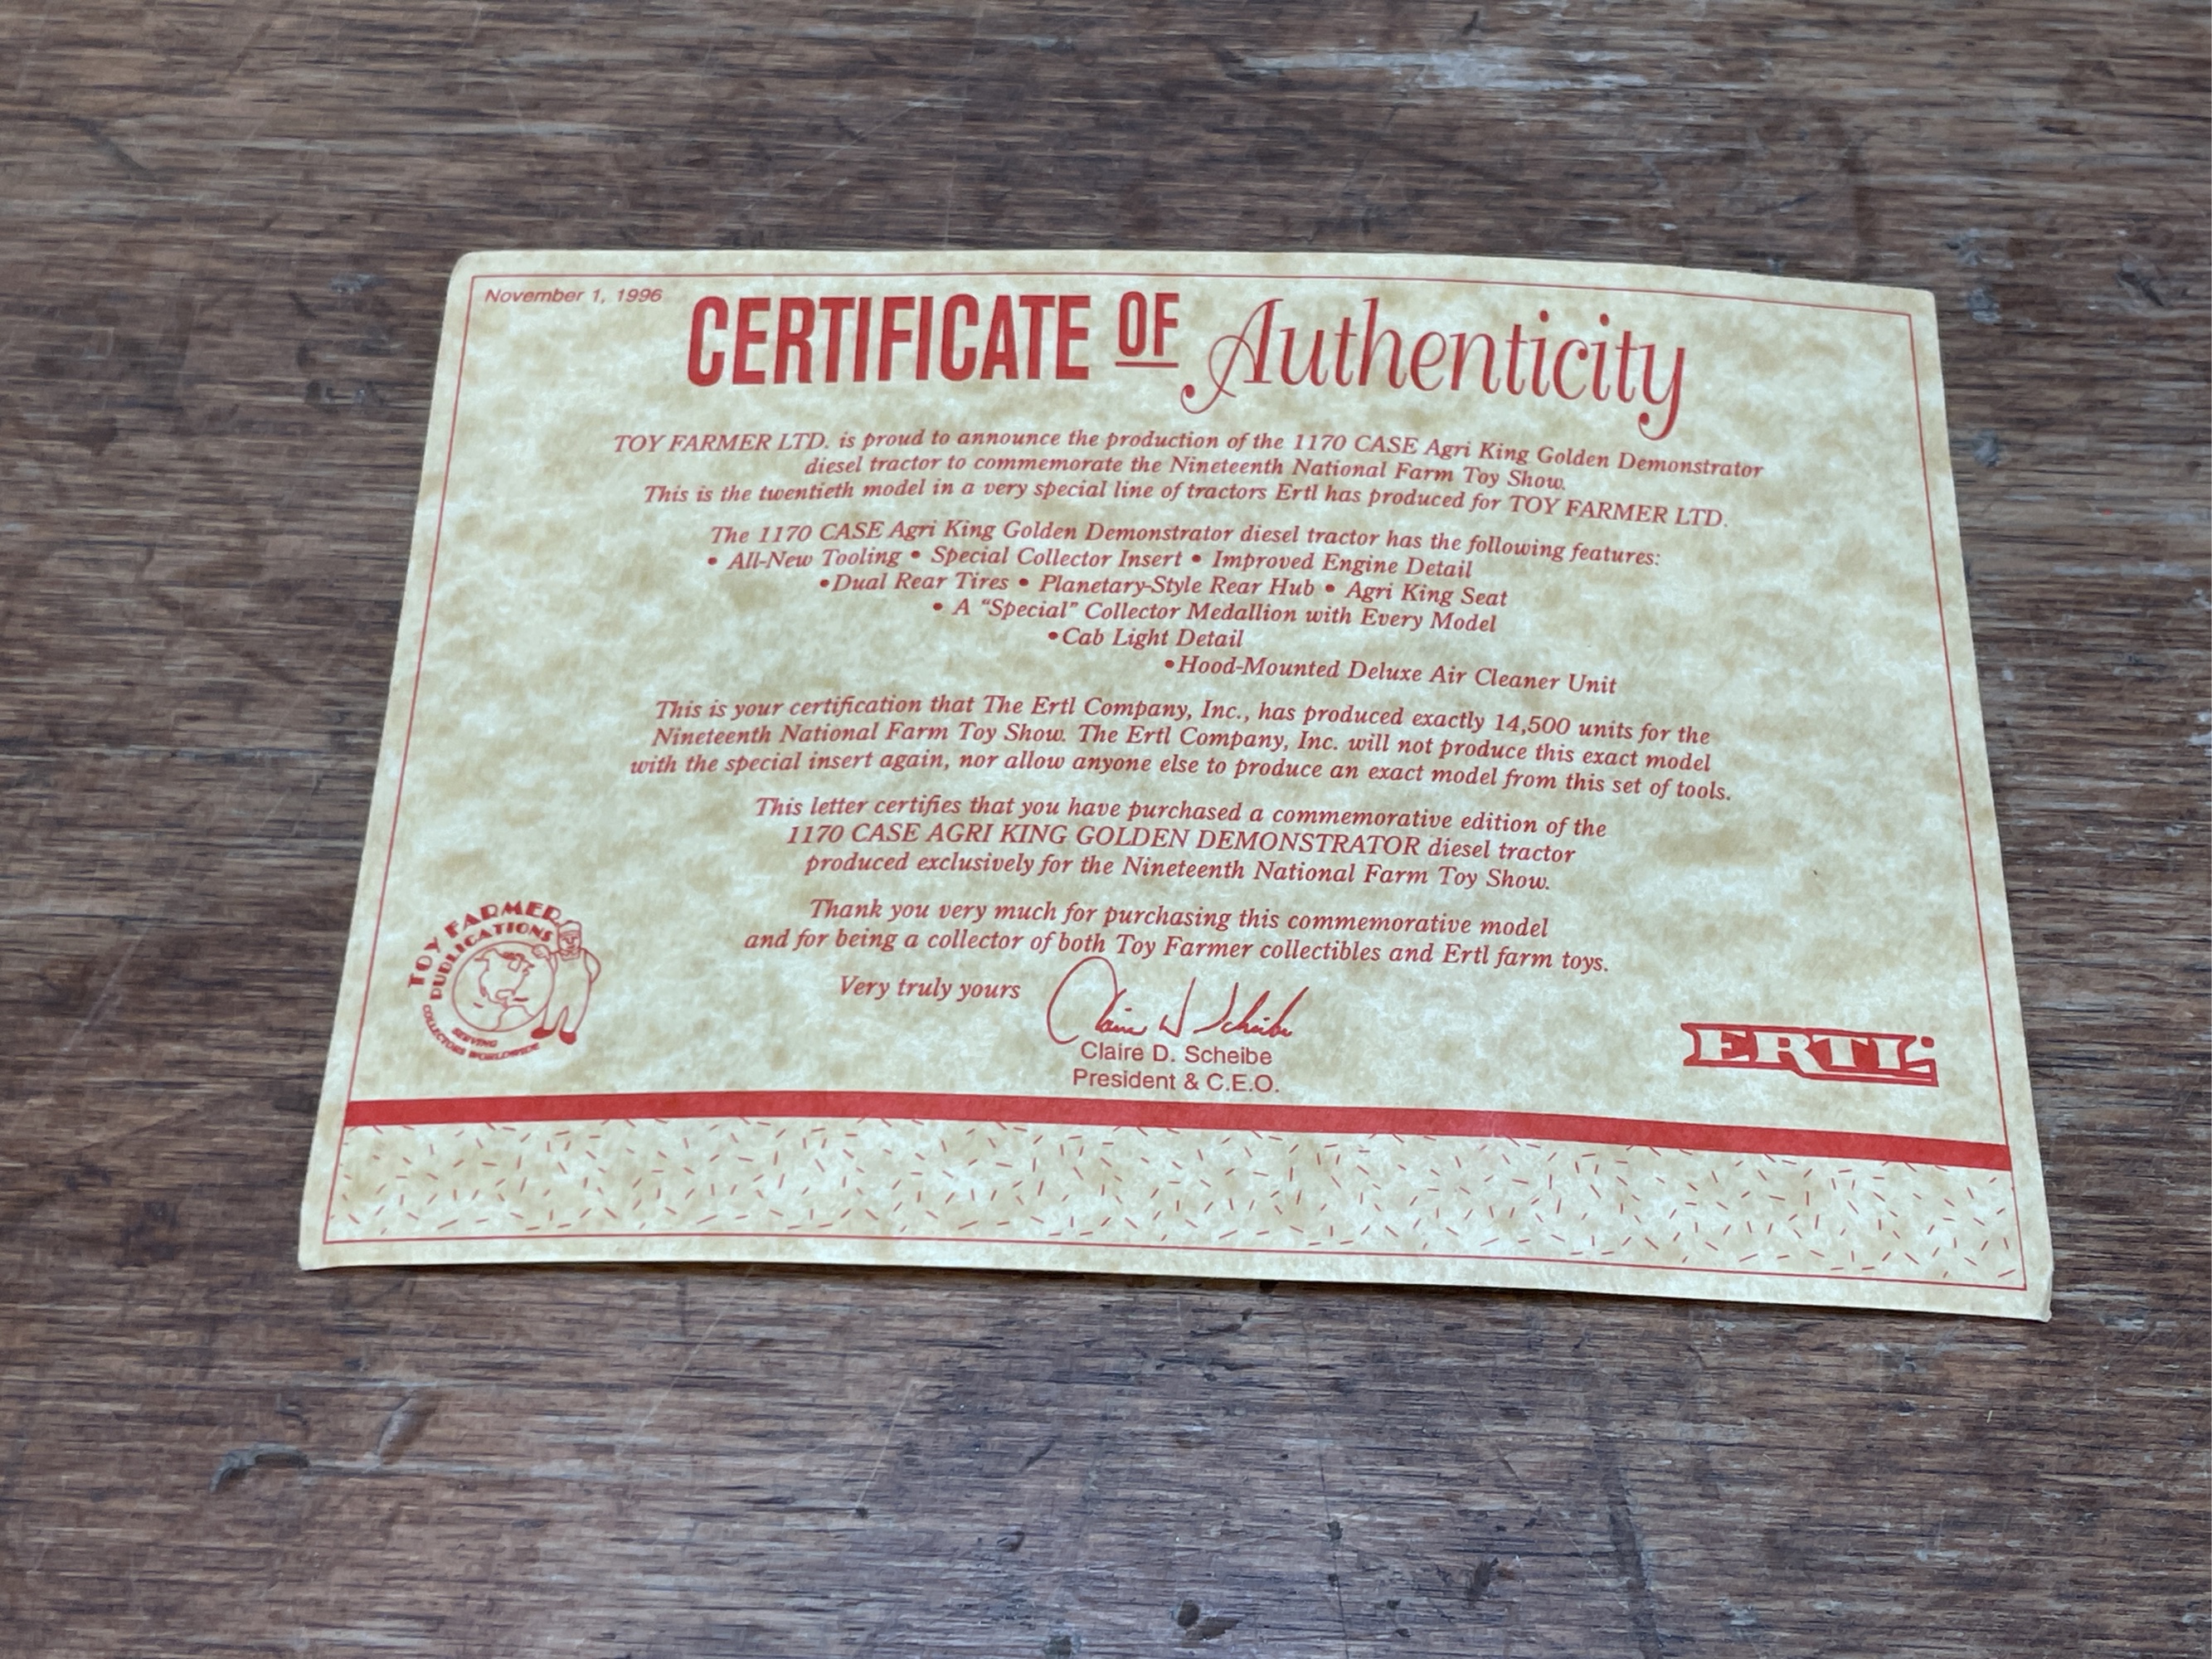 November 1, 1996
CERTIFICATE OF Authenticity
TOY FARMER LTD. is proud to announce the production of the 1170 CASE Agri King Golden Demonstrator
diesel tractor to commemorate the Nineteenth National Farm Toy Show.
This is the twentieth model in a very special line of tractors Ertl has produced for TOY FARMER LTD.
The 1170 CASE Agri King Golden Demonstrator diesel tractor has the following features:
• All-New Tooling • Special Collector Insert • Improved Engine Detail
•Dual Rear Tires • Planetary-Style Rear Hub • Agri King Seat
• A “Special” Collector Medallion with Every Model
•Cab Light Detail
•Hood-Mounted Deluxe Air Cleaner Unit
This is your certification that The Ertl Company, Inc., has produced exactly 14,500 units for the
Nineteenth National Farm Toy Show. The Ertl Company, Inc. will not produce this exact model
with the special insert again, nor allow anyone else to produce an exact model from this set of tools.
This letter certifies that you have purchased a commemorative edition of the
1170 CASE AGRI KING GOLDEN DEMONSTRATOR diesel tractor
produced exclusively for the Nineteenth National Farm Toy Show.
Thank you very much for purchasing this commemorative model
and for being a collector of both Toy Farmer collectibles and Ertl farm toys.
Very truly yours
Claire D. Scheibe
Claire D. Scheibe
President & C.E.O.
TOY FARMER
PUBLICATIONS
SERVING
COLLECTORS WORLDWIDE
ERTL